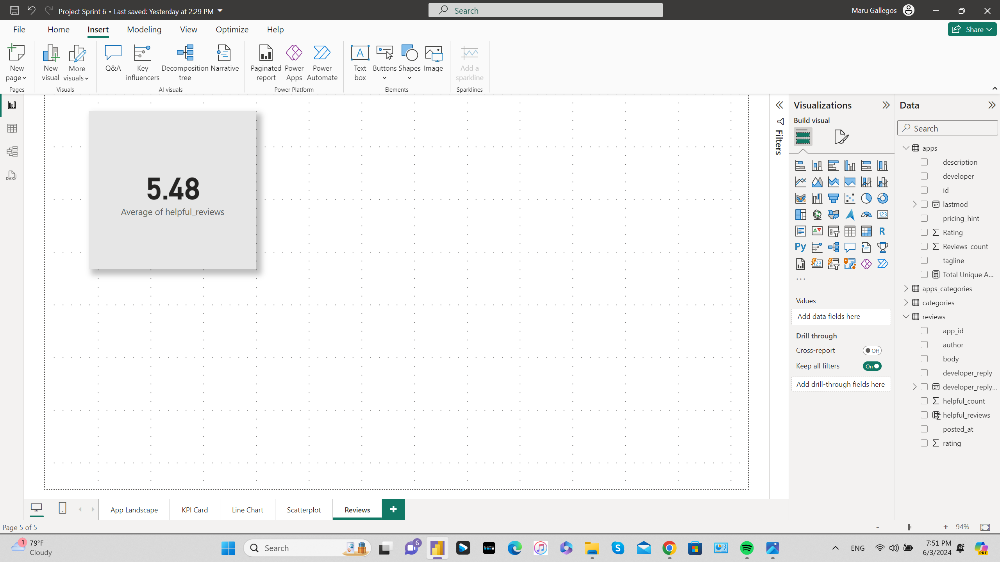 Project Sprint 6 • Last saved: Yesterday at 2:29 PM
Search
Maru Gallegos
File Home Insert Modeling View Optimize Help
Share
New page
New visual
More visuals
Q&A
Key influencers
Decomposition tree
Narrative
Paginated report
Power Apps
Power Automate
Text box
Buttons
Shapes
Image
Add a sparkline
Pages
Visuals
AI visuals
Power Platform
Elements
Sparklines
DAX
5.48
Average of helpful_reviews
Filters
Visualizations
Build visual
123
R
Py
123
Values
Add data fields here
Drill through
Cross-report
Off
Keep all filters
On
Add drill-through fields here
Data
Search
apps
description
developer
id
lastmod
pricing_hint
Rating
Reviews_count
tagline
Total Unique A...
apps_categories
categories
reviews
app_id
author
body
developer_reply
developer_reply...
helpful_count
helpful_reviews
posted_at
rating
App Landscape
KPI Card
Line Chart
Scatterplot
Reviews
Page 5 of 5
- + 94%
1
79°F
Cloudy
Search
6
GoPro
ENG
7:51 PM
6/3/2024
PRE